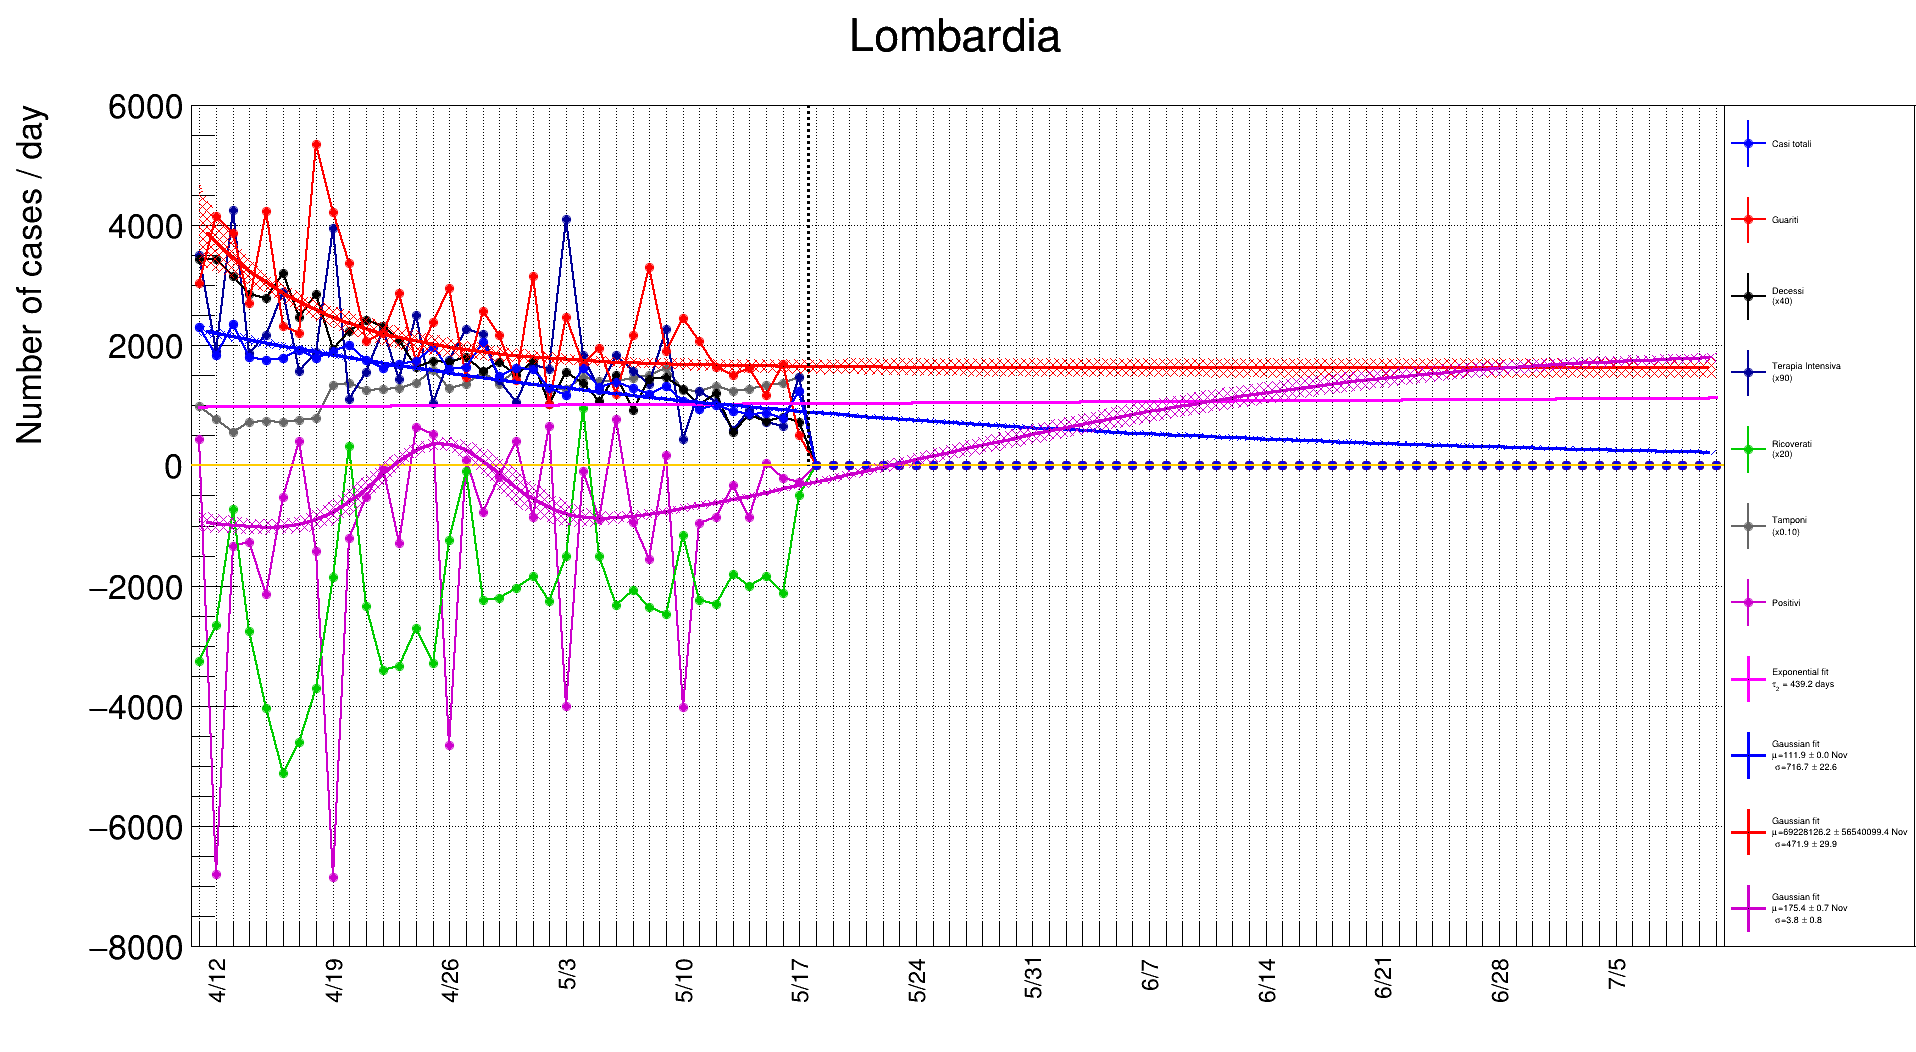 Lombardia
Number of cases / day
6000
4000
2000
0
−2000
−4000
−6000
−8000
4/12
4/19
4/26
5/3
5/10
5/17
5/24
5/31
6/7
6/14
6/21
6/28
7/5
Casi totali
Guariti
Decessi
(x40)
Terapia Intensiva
(x90)
Ricoverati
(x20)
Tamponi
(x0.10)
Positivi
Exponential fit
τ2 = 439.2 days
Gaussian fit
μ=111.9 ± 0.0 Nov
σ=716.7 ± 22.6
Gaussian fit
μ=69228126.2 ± 56540099.4 Nov
σ=471.9 ± 29.9
Gaussian fit
μ=175.4 ± 0.7 Nov
σ=3.8 ± 0.8